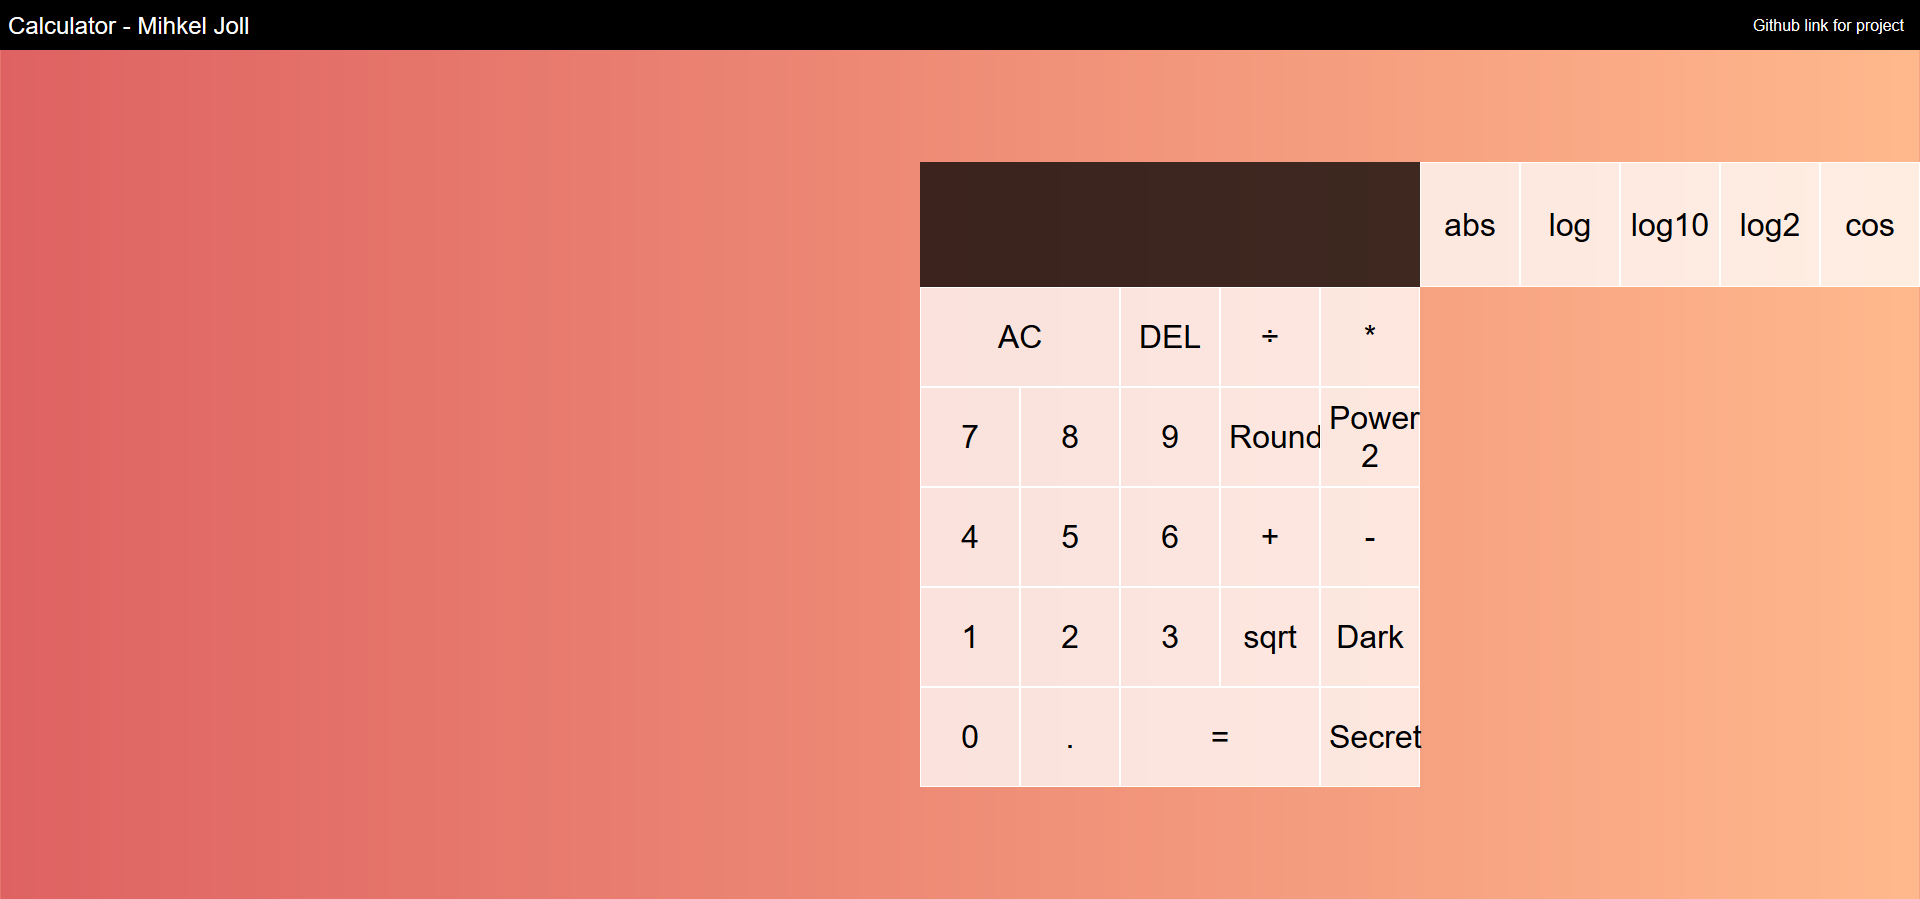 Calculator - Mihkel Joll
Github link for project
abs log log10 log2 cos
AC DEL ÷ *
7 8 9 Round Power
2
4 5 6 + -
1 2 3 sqrt Dark
0 . = Secret